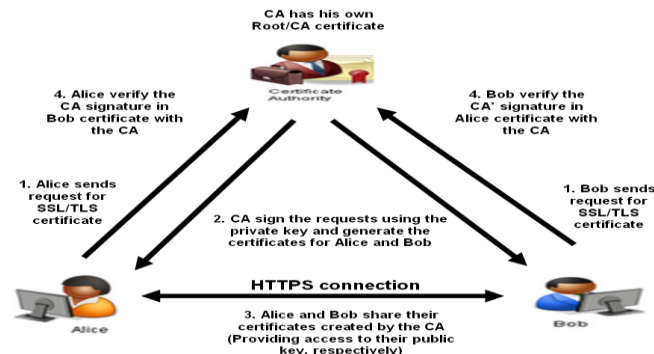 CA has his own
Root/CA certificate
Certificate
Authority
4. Alice verify the
CA signature in
Bob certificate with
the CA
4. Bob verify the
CA' signature in
Alice certificate with
the CA
1. Alice sends
request for
SSL/TLS
certificate
1. Bob sends
request for
SSL/TLS
certificate
2. CA sign the requests using the
private key and generate the
certificates for Alice and Bob
HTTPS connection
Alice
Bob
3. Alice and Bob share their
certificates created by the CA
(Providing access to their public
key, respectively)